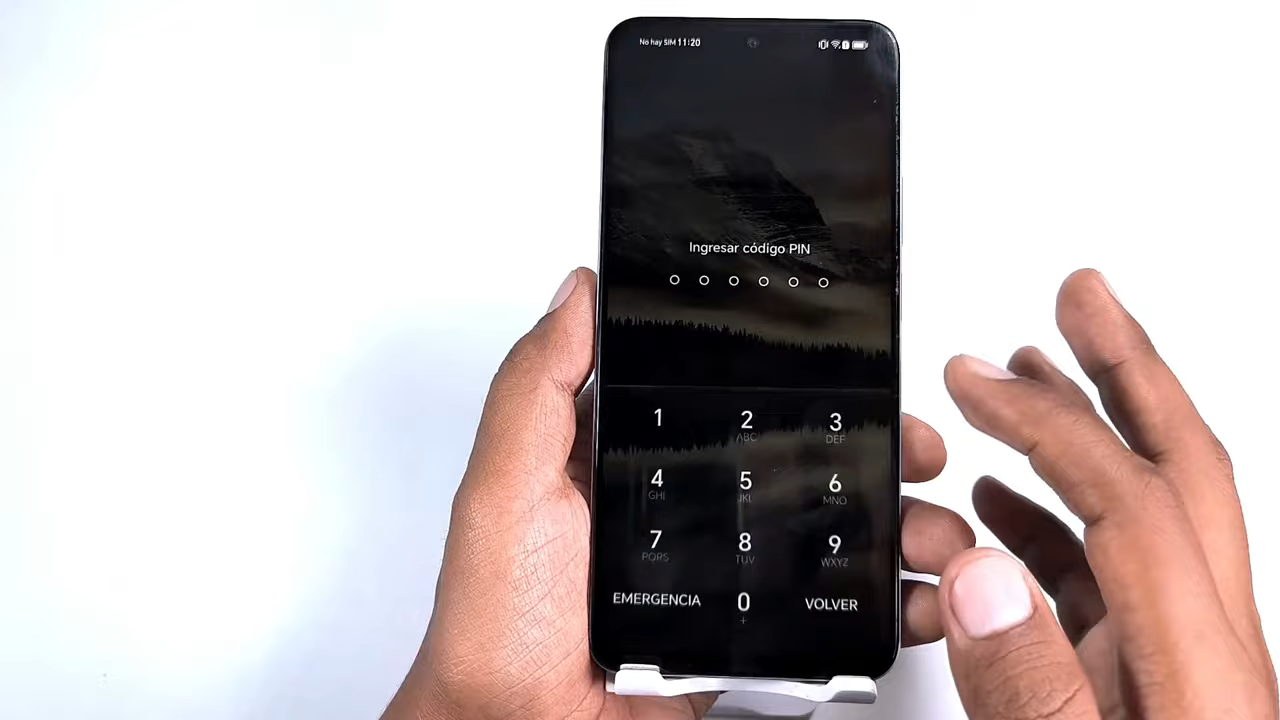 No hay SIM 11:20
Ingresar código PIN
1 2 3
ABC DEF
4 5 6
GHI JKL MNO
7 8 9
PQRS TUV WXYZ
EMERGENCIA 0 VOLVER
+